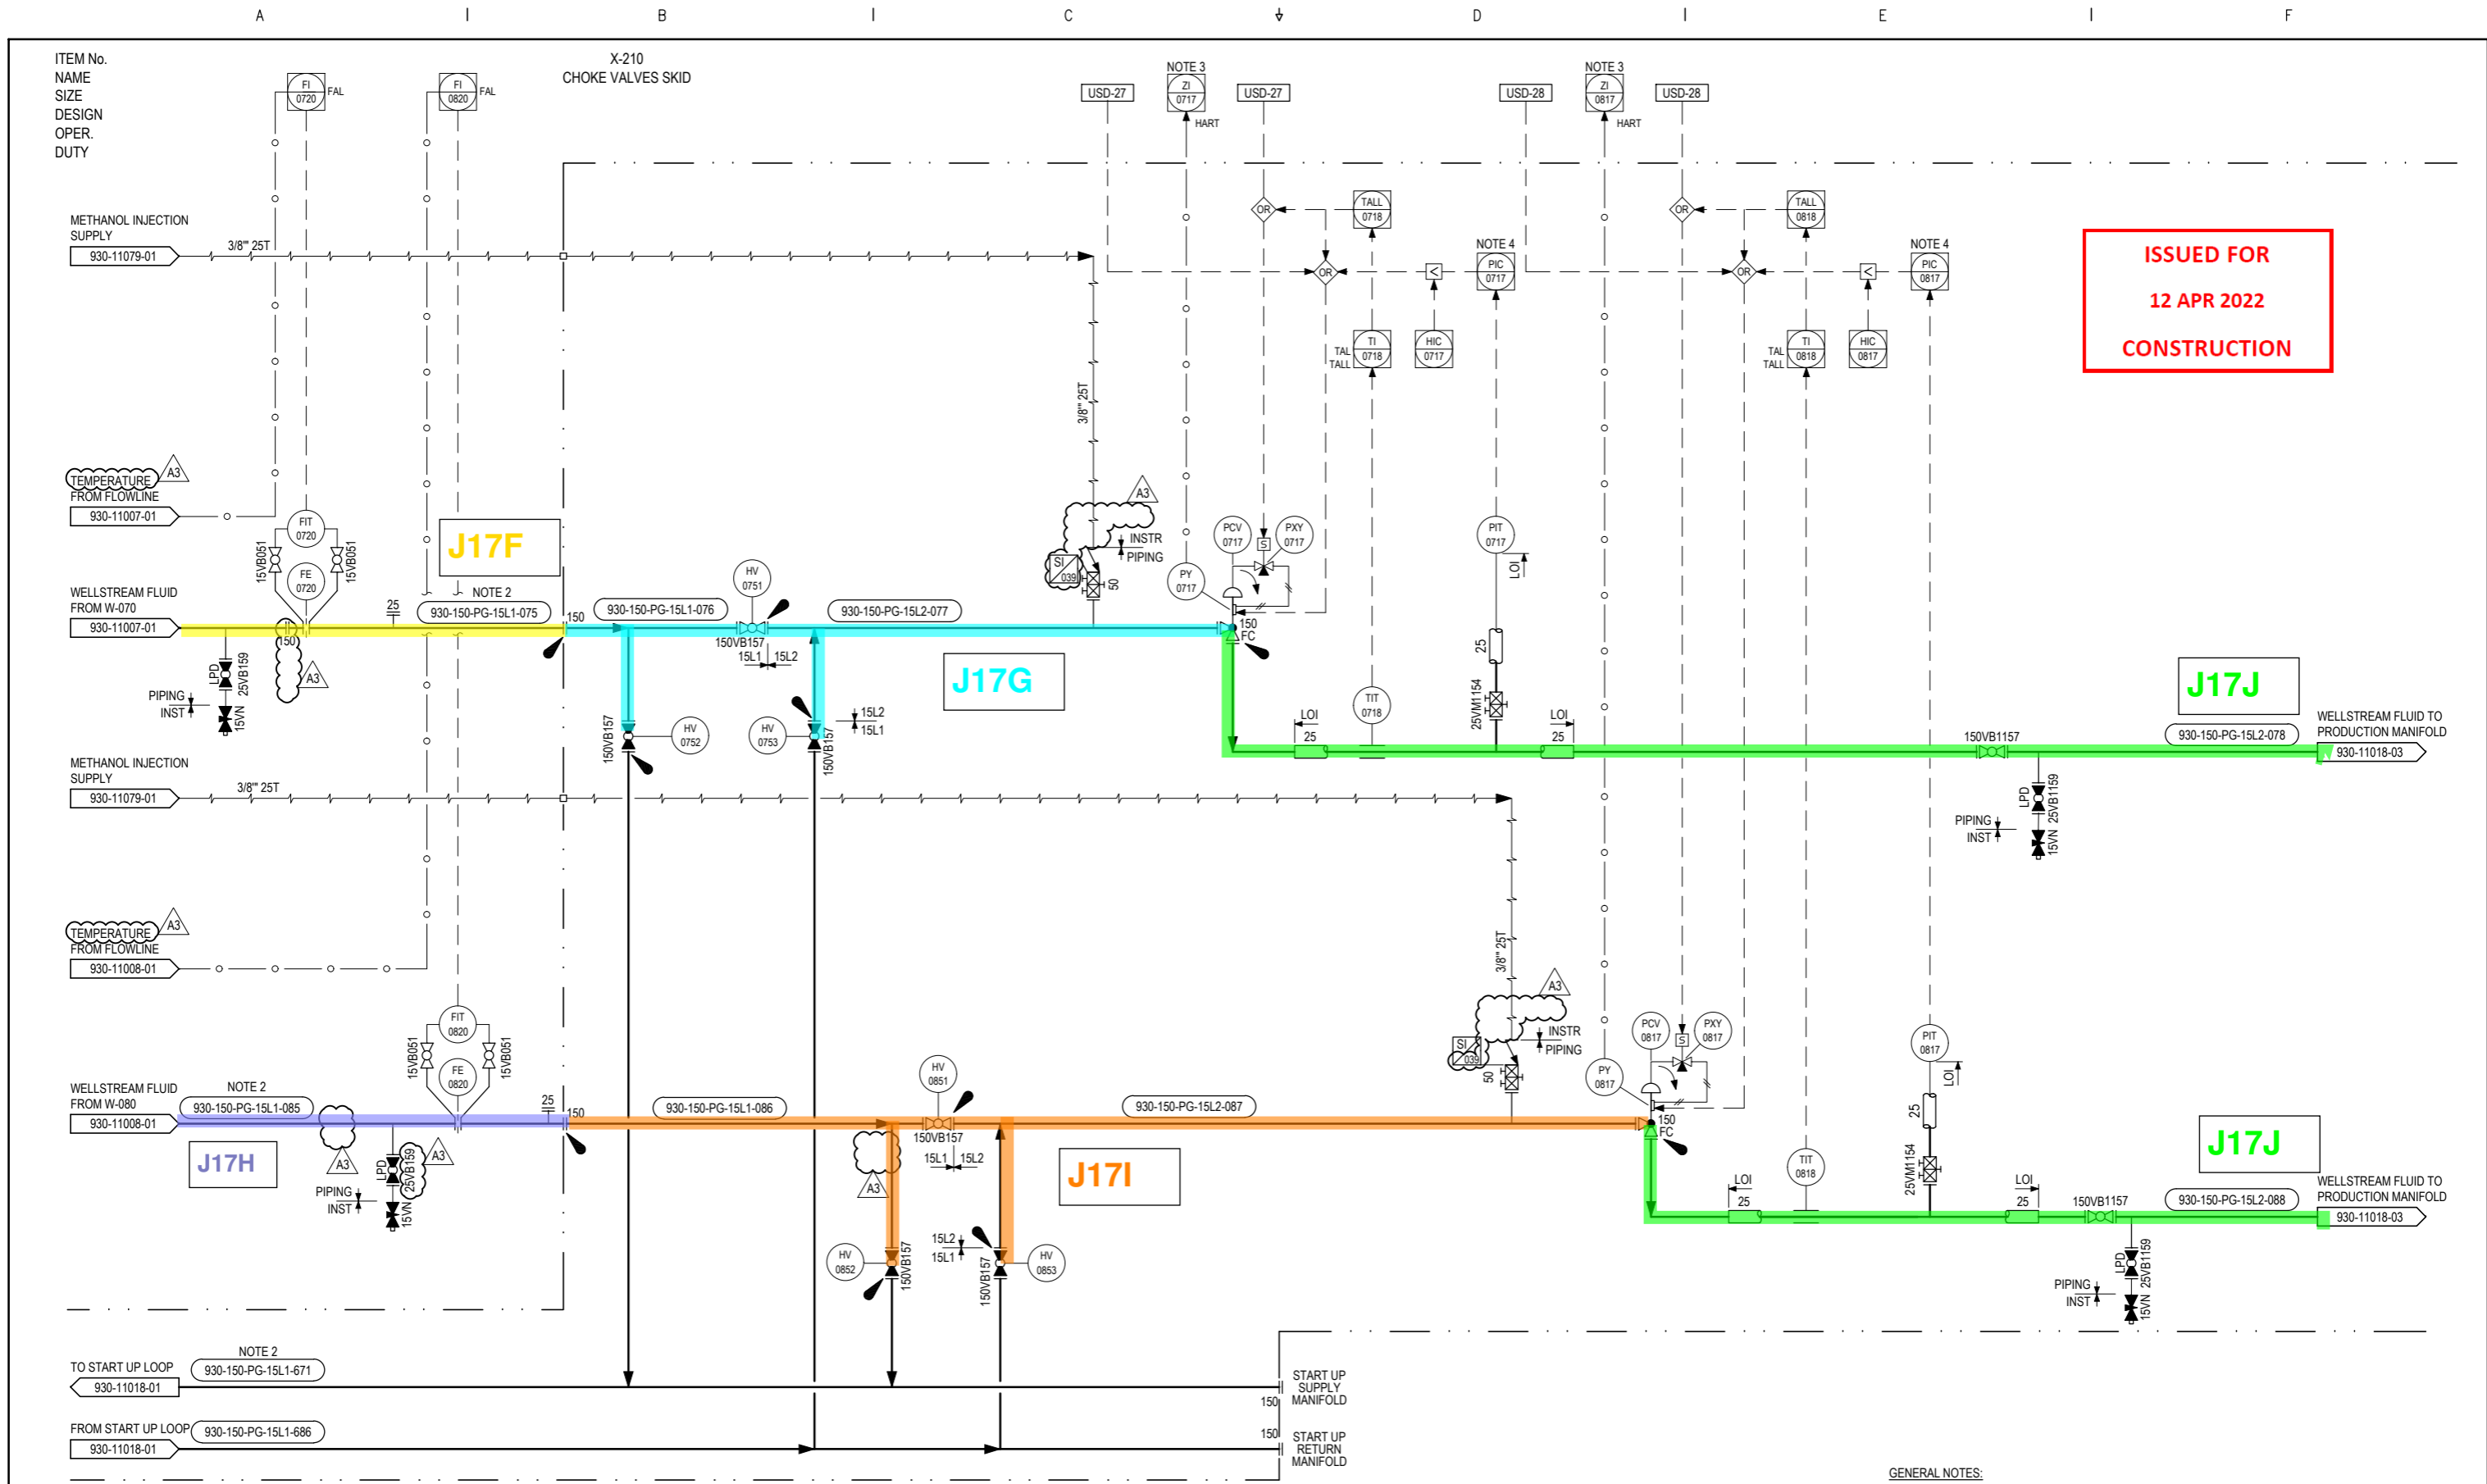 A
B
C
D
E
F
ITEM No.
NAME
SIZE
DESIGN
OPER.
DUTY
X-210
CHOKE VALVES SKID
FI
0720
FAL
FI
0820
FAL
USD-27
NOTE 3
ZI
0717
HART
USD-27
USD-28
NOTE 3
ZI
0817
HART
USD-28
METHANOL INJECTION
SUPPLY
930-11079-01
3/8"" 25T
OR
TALL
0718
OR
NOTE 4
PIC
0717
<
TAL
TALL
TI
0718
HIC
0717
OR
TALL
0818
OR
NOTE 4
PIC
0817
<
TAL
TALL
TI
0818
HIC
0817
ISSUED FOR
12 APR 2022
CONSTRUCTION
3/8"" 25T
TEMPERATURE
A3
FROM FLOWLINE
930-11007-01
FIT
0720
15VB051
15VB051
FE
0720
J17F
WELLSTREAM FLUID
FROM W-070
930-11007-01
150
A3
25
NOTE 2
930-150-PG-15L1-075
150
LPD
25VB159
PIPING
INST
15VN
930-150-PG-15L1-076
HV
0751
150VB157
15L1
15L2
930-150-PG-15L2-077
J17G
150VB157
HV
0752
HV
0753
150VB157
15L2
15L1
A3
INSTR
PIPING
SI
039
50
PCV
0717
PXY
0717
S
PY
0717
150
FC
PIT
0717
LOI
25
25VM1154
TIT
0718
LOI
25
LOI
25
150VB1157
J17J
930-150-PG-15L2-078
WELLSTREAM FLUID TO
PRODUCTION MANIFOLD
930-11018-03
LPD
25VB1159
PIPING
INST
15VN
METHANOL INJECTION
SUPPLY
930-11079-01
3/8"" 25T
3/8"" 25T
TEMPERATURE
A3
FROM FLOWLINE
930-11008-01
FIT
0820
15VB051
15VB051
FE
0820
WELLSTREAM FLUID
FROM W-080
930-11008-01
NOTE 2
930-150-PG-15L1-085
J17H
A3
A3
25
150
LPD
25VB159
PIPING
INST
15VN
930-150-PG-15L1-086
HV
0851
150VB157
15L1
15L2
A3
930-150-PG-15L2-087
J17I
HV
0852
150VB157
15L2
15L1
150VB157
HV
0853
A3
INSTR
PIPING
SI
039
50
PCV
0817
PXY
0817
S
PY
0817
150
FC
PIT
0817
LOI
25
25VM1154
TIT
0818
LOI
25
LOI
25
150VB1157
J17J
930-150-PG-15L2-088
WELLSTREAM FLUID TO
PRODUCTION MANIFOLD
930-11018-03
LPD
25VB1159
PIPING
INST
15VN
TO START UP LOOP
930-11018-01
NOTE 2
930-150-PG-15L1-671
START UP
SUPPLY
MANIFOLD
150
FROM START UP LOOP
930-11018-01
930-150-PG-15L1-686
150
START UP
RETURN
MANIFOLD
GENERAL NOTES: